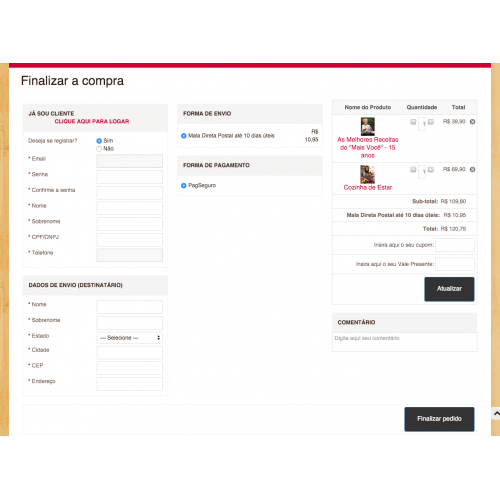 Finalizar a compra
JÁ SOU CLIENTE
CLIQUE AQUI PARA LOGAR
Deseja se registrar?
Sim
Não
* Email
* Senha
* Confirme a senha
* Nome
* Sobrenome
* CPF/CNPJ
* Telefone
DADOS DE ENVIO (DESTINATÁRIO)
* Nome
* Sobrenome
* Estado
--- Selecione ---
* Cidade
* CEP
* Endereço
FORMA DE ENVIO
Mala Direta Postal até 10 dias úteis
R$
10,95
FORMA DE PAGAMENTO
PagSeguro
Nome do Produto Quantidade Total
R$ 39,90
As Melhores Receitas
do "Mais Você" - 15
anos
R$ 69,90
Cozinha de Estar
Sub-total: R$ 109,80
Mala Direta Postal até 10 dias úteis: R$ 10,95
Total: R$ 120,75
Insira aqui o seu cupom:
Insira aqui o seu Vale Presente:
Atualizar
COMENTÁRIO
Digite aqui seu comentário
Finalizar pedido